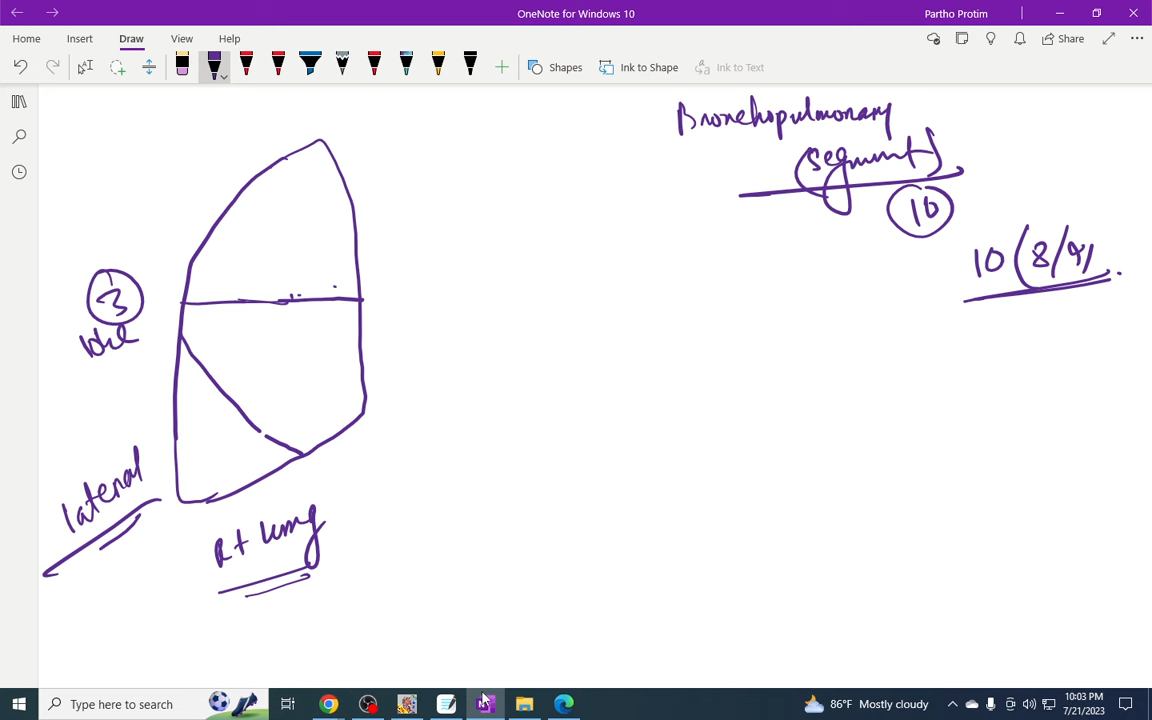 OneNote for Windows 10
Partho Protim
Home Insert Draw View Help
Share
Shapes Ink to Shape Ink to Text
Bronchopulmonary
(segment)
10
10 (8/9)
3
lobe
lateral
Rt lung
Type here to search
86°F Mostly cloudy
10:03 PM
7/21/2023